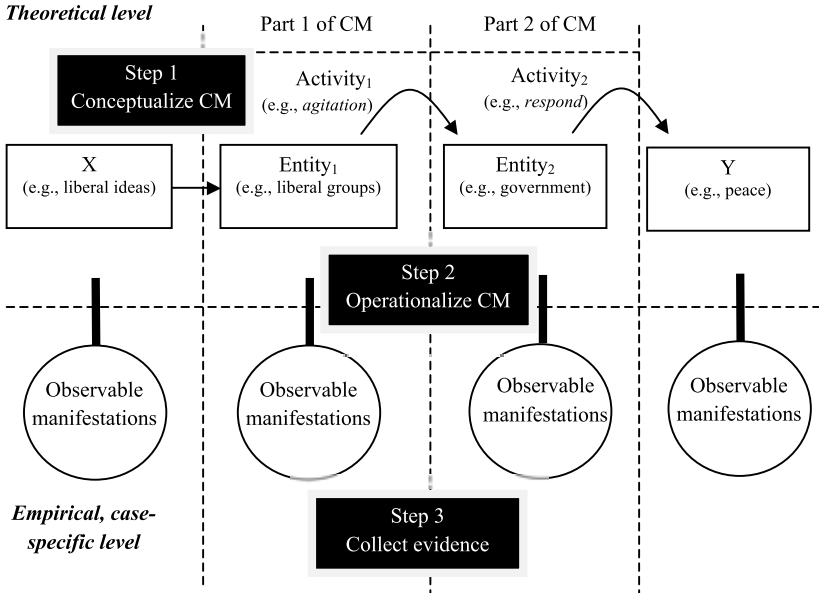 Theoretical level
Part 1 of CM
Part 2 of CM
Step 1
Conceptualize CM
Activity₁
(e.g., agitation)
Activity₂
(e.g., respond)
X
(e.g., liberal ideas)
Entity₁
(e.g., liberal groups)
Entity₂
(e.g., government)
Y
(e.g., peace)
Step 2
Operationalize CM
Observable
manifestations
Observable
manifestations
Observable
manifestations
Observable
manifestations
Empirical, case-
specific level
Step 3
Collect evidence